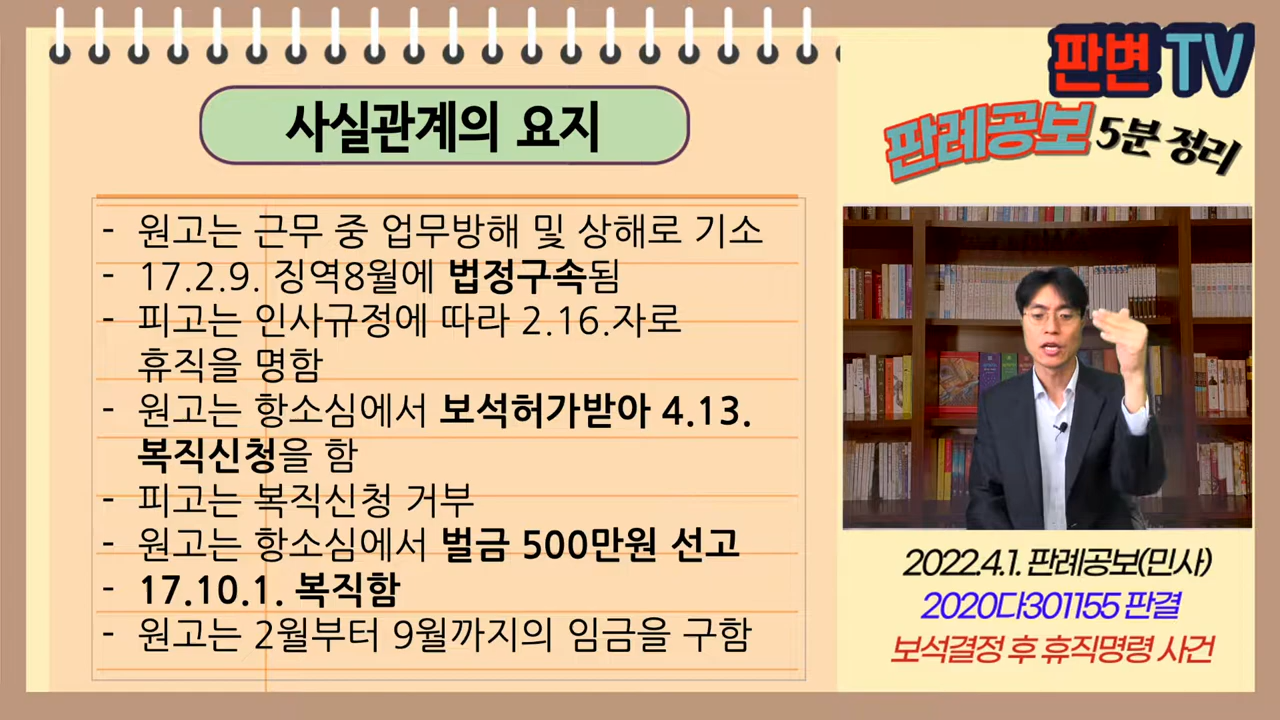 사실관계의 요지
- 원고는 근무 중 업무방해 및 상해로 기소
- 17.2.9. 징역8월에 법정구속됨
- 피고는 인사규정에 따라 2.16.자로
휴직을 명함
- 원고는 항소심에서 보석허가받아 4.13.
복직신청을 함
- 피고는 복직신청 거부
- 원고는 항소심에서 벌금 500만원 선고
- 17.10.1. 복직함
- 원고는 2월부터 9월까지의 임금을 구함
판변 TV
판례공보 5분 정리
2022.4.1. 판례공보(민사)
2020다301155 판결
보석결정 후 휴직명령 사건